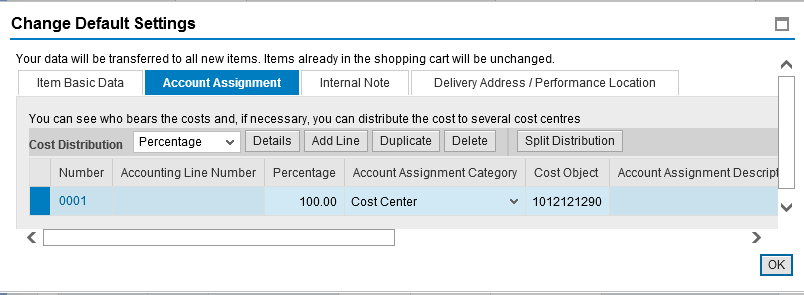 Change Default Settings
Your data will be transferred to all new items. Items already in the shopping cart will be unchanged.
Item Basic Data Account Assignment Internal Note Delivery Address / Performance Location
You can see who bears the costs and, if necessary, you can distribute the cost to several cost centres
Cost Distribution Percentage Details Add Line Duplicate Delete Split Distribution
Number Accounting Line Number Percentage Account Assignment Category Cost Object Account Assignment Descript
0001 100.00 Cost Center 1012121290
OK